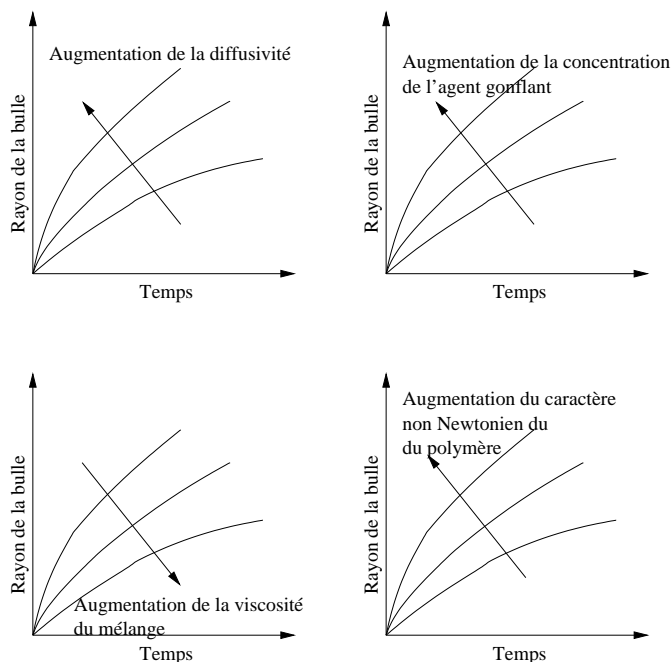 Augmentation de la diffusivité
Rayon de la bulle
Temps
Augmentation de la concentration
de l'agent gonflant
Rayon de la bulle
Temps
Rayon de la bulle
Augmentation de la viscosité
du mélange
Temps
Augmentation du caractère
non Newtonien du
du polymère
Rayon de la bulle
Temps